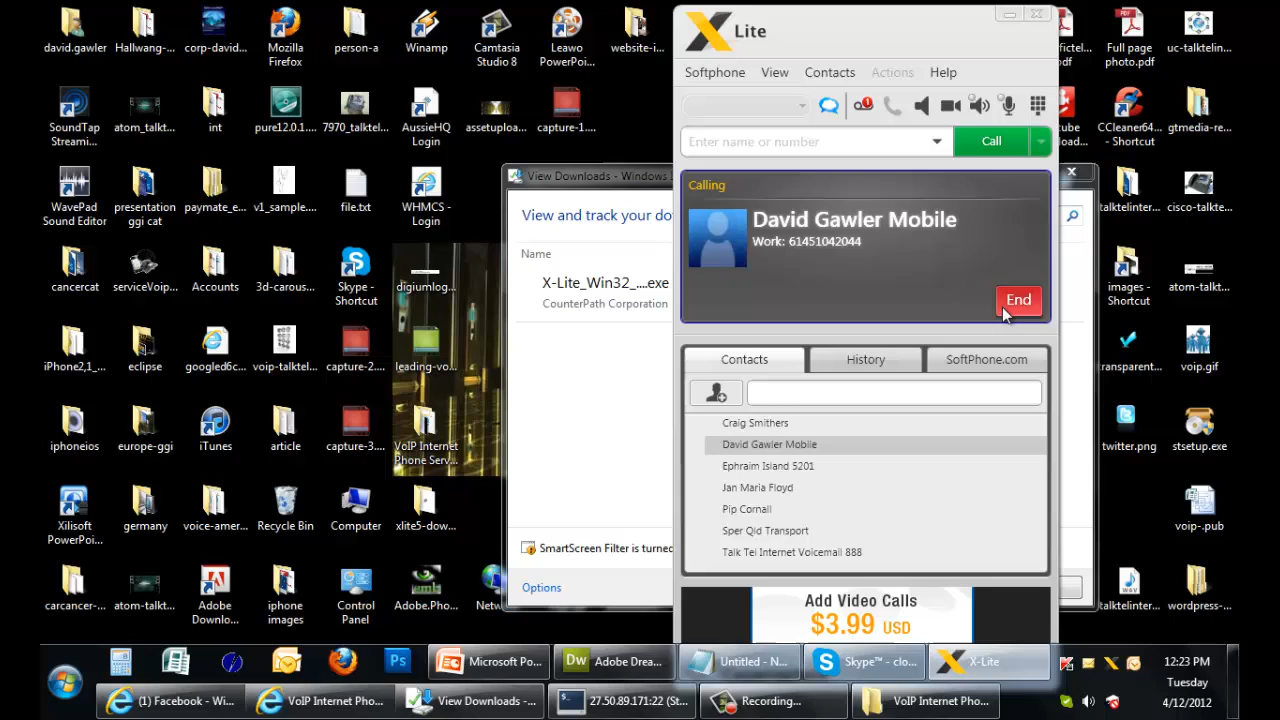 david.gawler
Hallwang-...
corp-david...
Mozilla
Firefox
person-a
Winamp
Camtasia
Studio 8
Leawo
PowerPoi...
website-i...
Full page
photo.pdf
uc-talktelin...
SoundTap
Streami...
atom_talkt...
int
pure12.0.1...
7970_talktel...
AussieHQ
Login
assetuploa...
capture-1....
CCleaner64...
- Shortcut
gtmedia-re...
WavePad
Sound Editor
presentation
ggi cat
paymate_e...
v1_sample....
file.txt
WHMCS -
Login
talktelinter...
cisco-talkte...
cancercat
serviceVoip...
Accounts
3d-carous...
Skype -
Shortcut
digiumlog...
images -
Shortcut
atom-talkt...
iPhone2,1_...
eclipse
googled6c...
voip-talktel...
capture-2....
leading-vo...
transparent...
voip.gif
iphoneios
europe-ggi
iTunes
article
capture-3....
VoIP Internet
Phone Serv...
twitter.png
stsetup.exe
Xilisoft
PowerPoi...
germany
voice-amer...
Recycle Bin
Computer
xlite5-dow...
voip-.pub
carcancer-...
atom-talkt...
Adobe
Downlo...
iphone
images
Control
Panel
Adobe.Pho...
talktelinter...
wordpress-...
View Downloads - Windows
View and track your do
Name
X-Lite_Win32_....exe
CounterPath Corporation
SmartScreen Filter is turned
Options
X Lite
Softphone View Contacts Actions Help
Enter name or number
Call
Calling
David Gawler Mobile
Work: 61451042044
End
Contacts History SoftPhone.com
Craig Smithers
David Gawler Mobile
Ephraim Island 5201
Jan Maria Floyd
Pip Cornall
Sper Qld Transport
Talk Tel Internet Voicemail 888
Add Video Calls
$3.99 USD
Ps
Microsoft Po...
Dw
Adobe Drea...
Untitled - N...
Skype™ - clo...
X-Lite
12:23 PM
Tuesday
4/12/2012
(1) Facebook - Wi...
VoIP Internet Pho...
View Downloads -...
27.50.89.171:22 (St...
Recording...
VoIP Internet Pho...